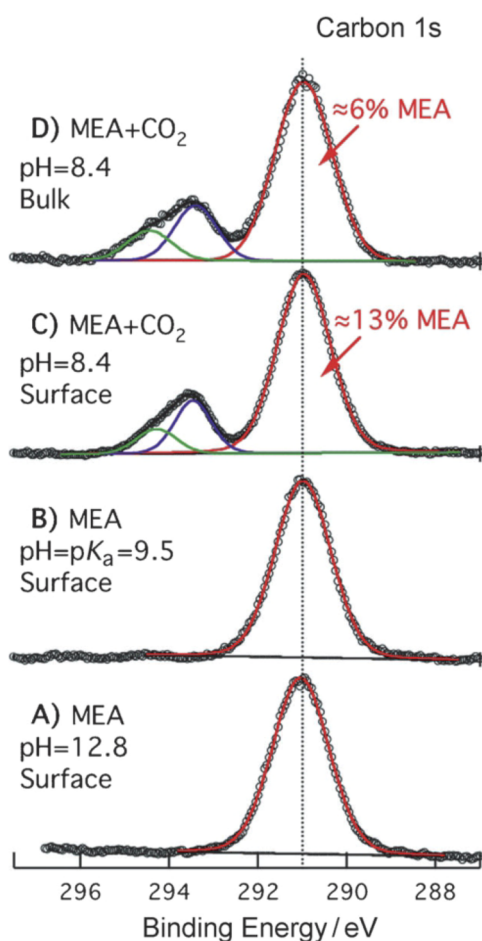 Carbon 1s
D) MEA+CO₂
pH=8.4
Bulk
≈6% MEA
C) MEA+CO₂
pH=8.4
Surface
≈13% MEA
B) MEA
pH=pKₐ=9.5
Surface
A) MEA
pH=12.8
Surface
296 294 292 290 288
Binding Energy/eV